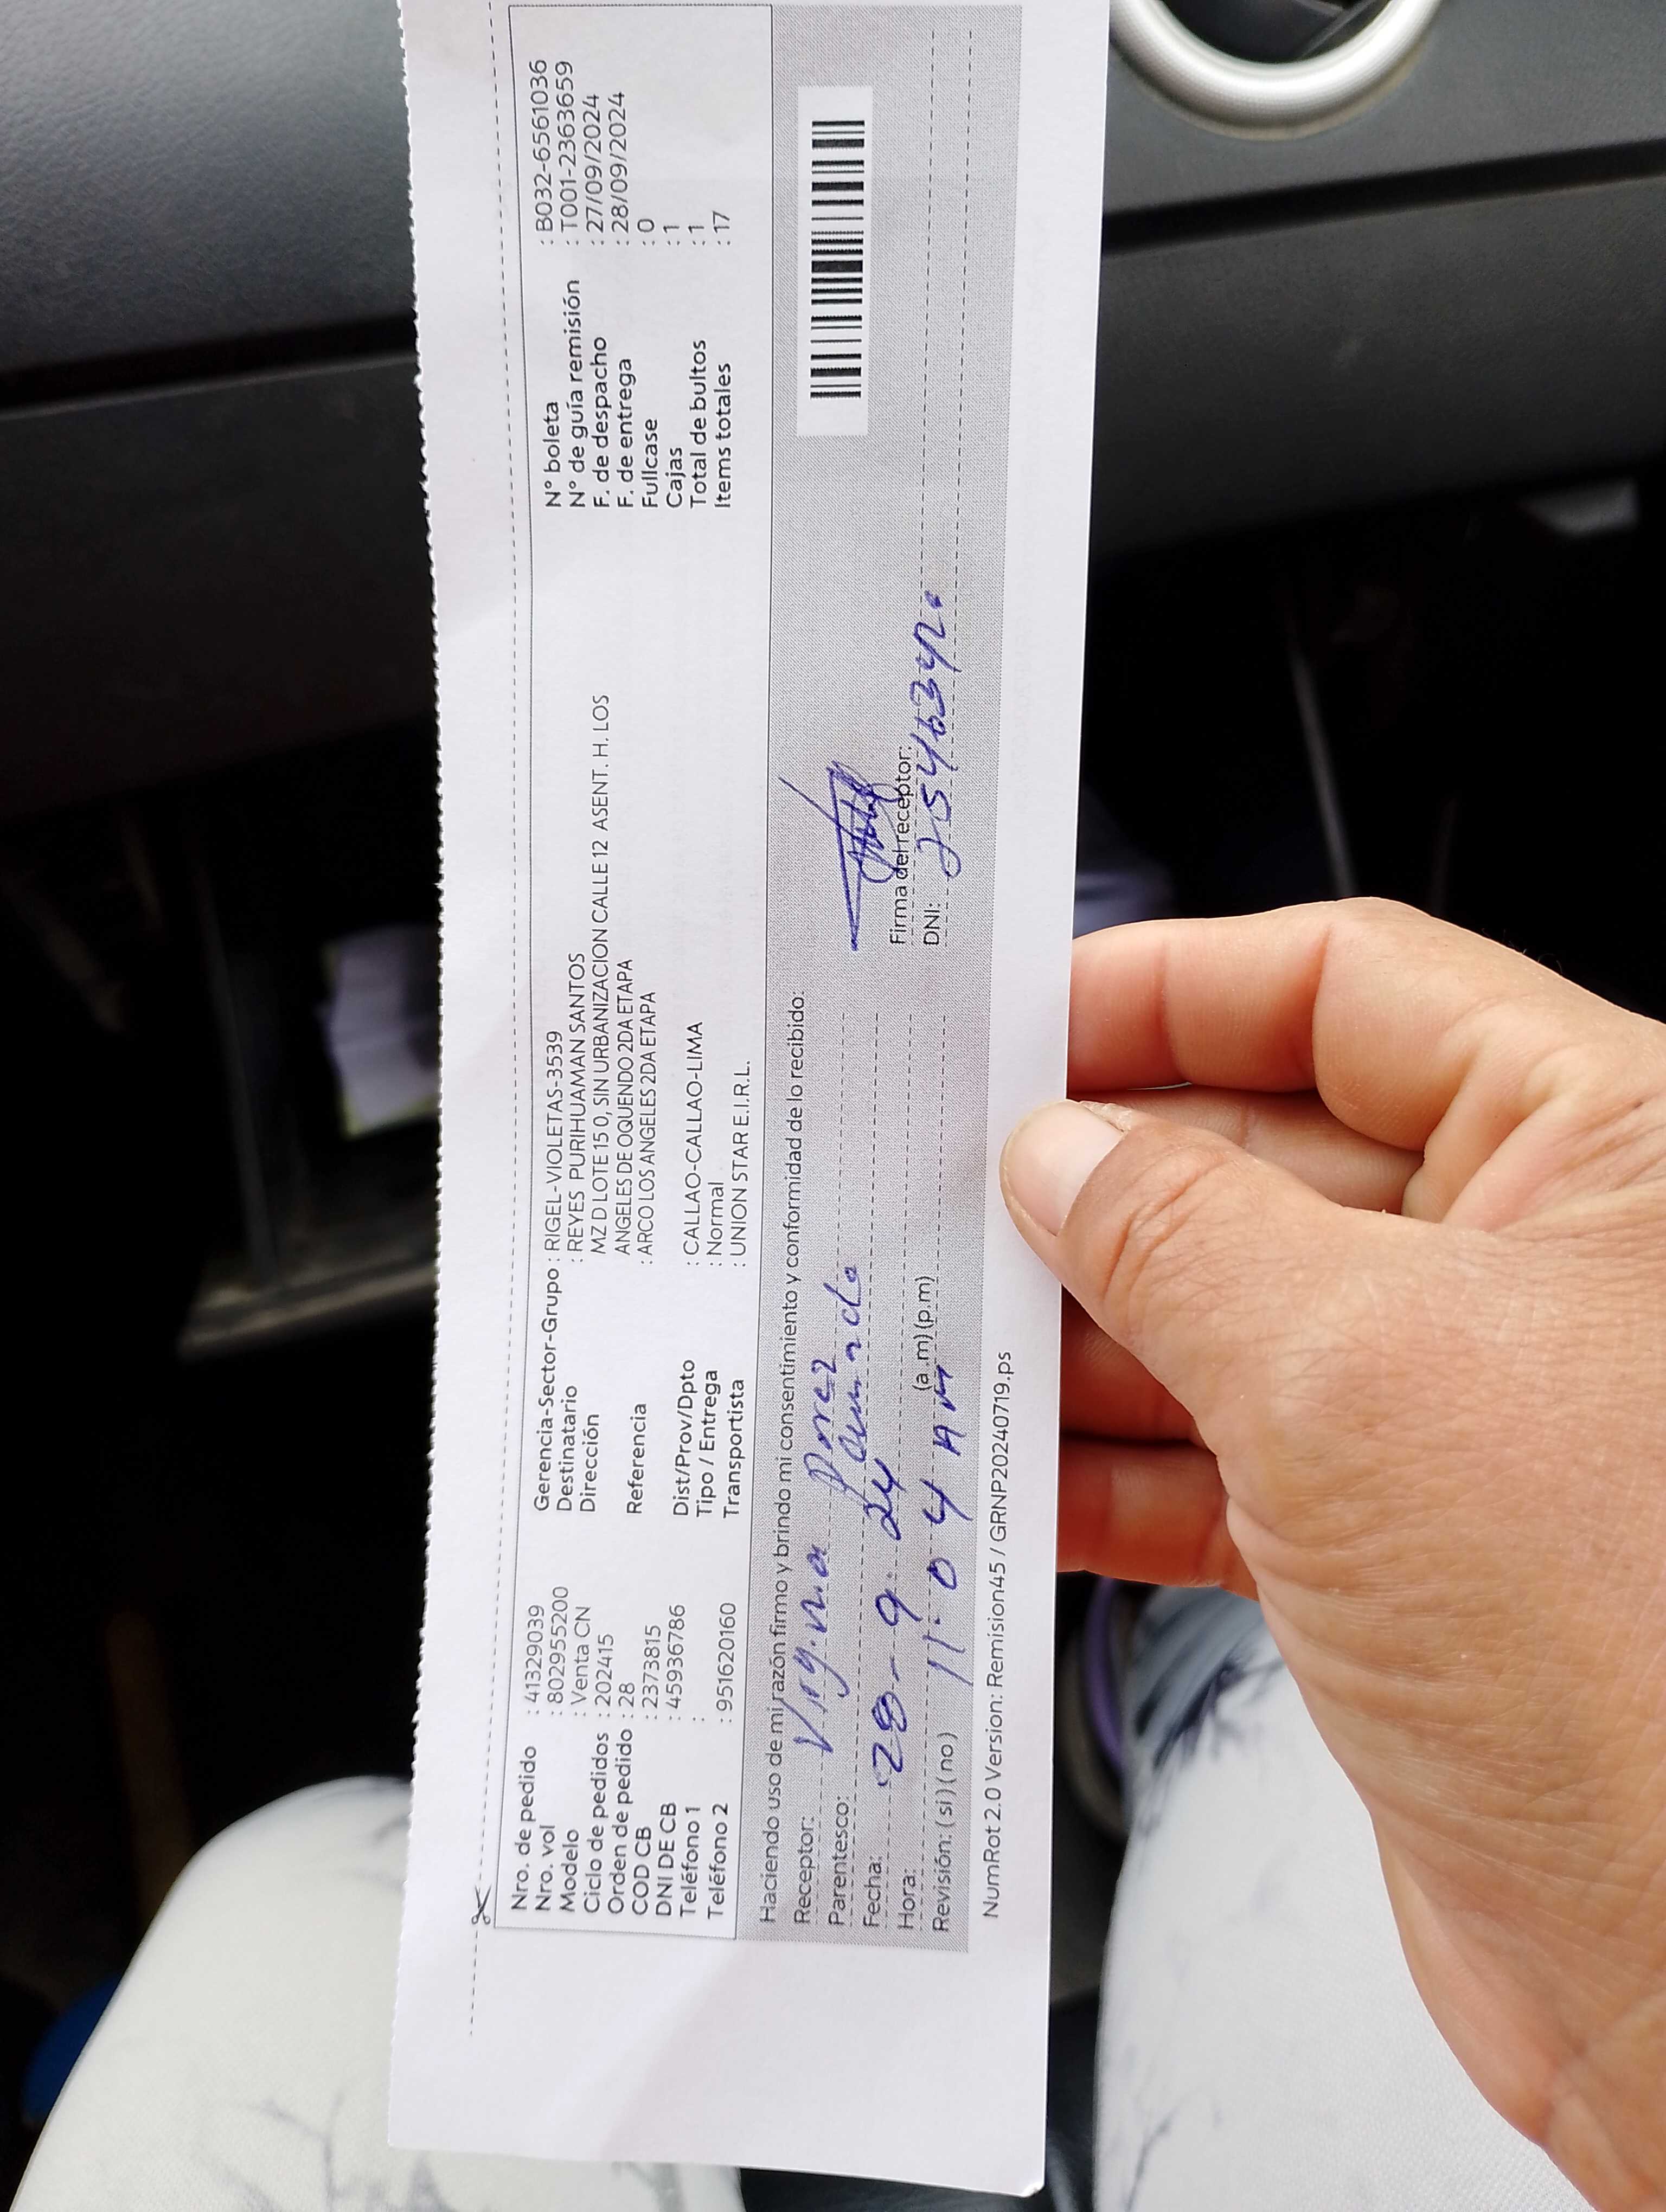 Nro. de pedido : 41329039
Nro. vol : 8029955200
Modelo : Venta CN
Ciclo de pedidos : 202415
Orden de pedido : 28
COD CB : 2373815
DNI DE CB : 45936786
Teléfono 1 :
Teléfono 2 : 951620160
Gerencia-Sector-Grupo : RIGEL-VIOLETAS-3539
Destinatario : REYES PURIHUAMAN SANTOS
Dirección : MZ D LOTE 15 0, SIN URBANIZACION CALLE 12 ASENT. H. LOS
ANGELES DE OQUENDO 2DA ETAPA
Referencia : ARCO LOS ANGELES 2DA ETAPA
Dist/Prov/Dpto : CALLAO-CALLAO-LIMA
Tipo / Entrega : Normal
Transportista : UNION STAR E.I.R.L.
N° boleta : B032-6561036
N° de guía remisión : T001-2363659
F. de despacho : 27/09/2024
F. de entrega : 28/09/2024
Fullcase : 0
Cajas : 1
Total de bultos : 1
Items totales : 17
Haciendo uso de mi razón firmo y brindo mi consentimiento y conformidad de lo recibido:
Receptor:
Parentesco:
Fecha: 28-9-24
Hora: 11:04 AM (a.m) (p.m)
Revisión: (si) (no)
Firma del receptor:
DNI:
NumRot 2.0 Version: Remision45 / GRNP20240719.ps